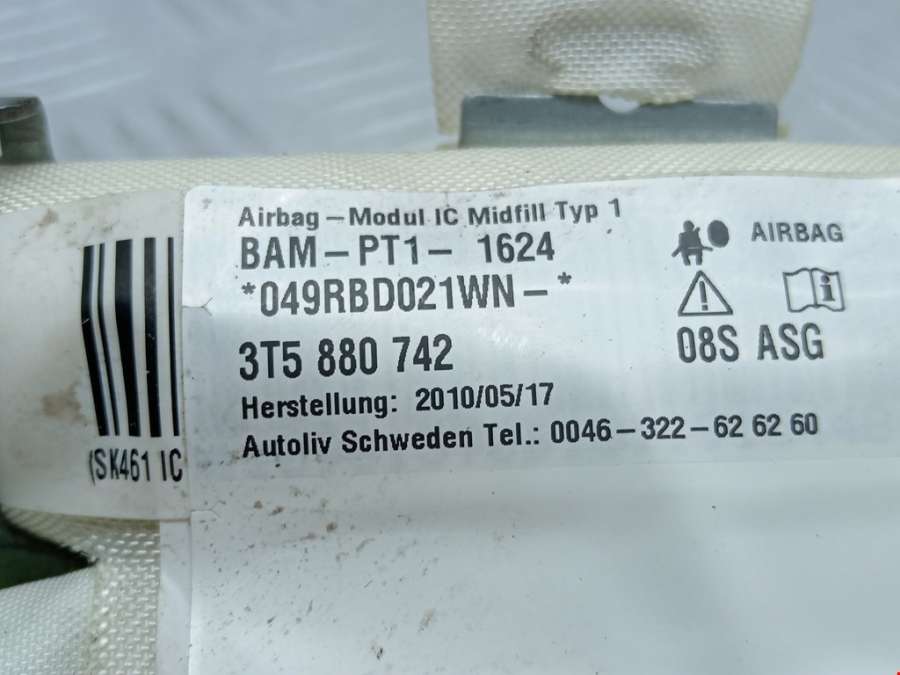 Airbag-Modul IC Midfill Typ 1
BAM-PT1- 1624
*049RBD021WN-*
3T5 880 742
Herstellung: 2010/05/17
Autoliv Schweden Tel.: 0046-322-62 62 60
AIRBAG
08S ASG
(SK461 IC